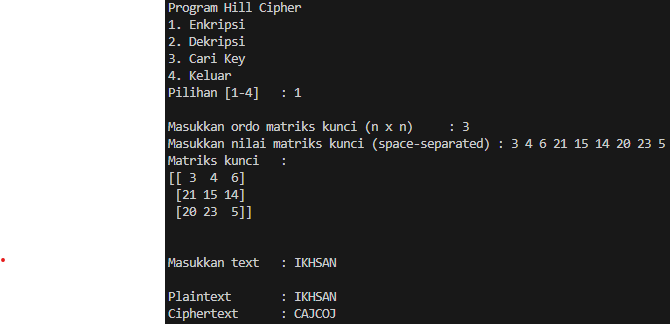 Program Hill Cipher
1. Enkripsi
2. Dekripsi
3. Cari Key
4. Keluar
Pilihan [1-4]   : 1
Masukkan ordo matriks kunci (n x n)     : 3
Masukkan nilai matriks kunci (space-separated) : 3 4 6 21 15 14 20 23 5
Matriks kunci   :
[[ 3  4  6]
 [21 15 14]
 [20 23  5]]
Masukkan text   : IKHSAN
Plaintext       : IKHSAN
Ciphertext      : CAJCOJ